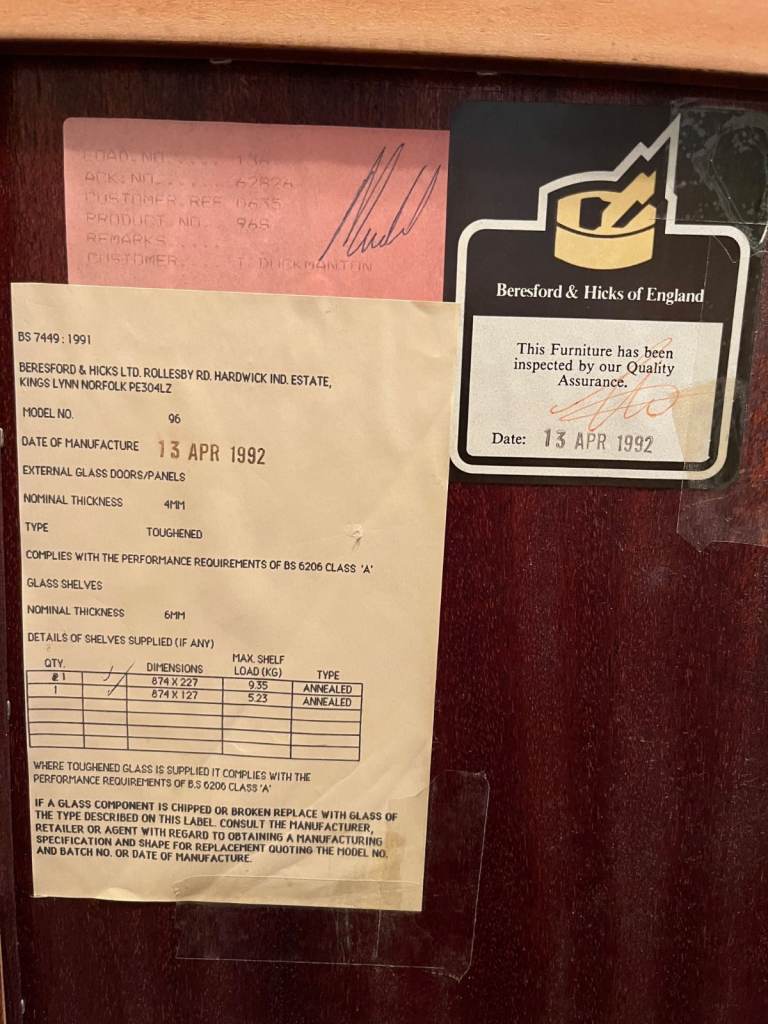 LOAD. NO..... 13A
ACK. NO....... 62826
CUSTOMER. REF. 0635
PRODUCT NO. 96S
REMARKS.....
CUSTOMER... T DUCKMANTON
Beresford & Hicks of England
This Furniture has been
inspected by our Quality
Assurance.
Date: 13 APR 1992
BS 7449 : 1991
BERESFORD & HICKS LTD. ROLLESBY RD. HARDWICK IND. ESTATE,
KINGS LYNN NORFOLK PE304LZ
MODEL NO. 96
DATE OF MANUFACTURE 13 APR 1992
EXTERNAL GLASS DOORS/PANELS
NOMINAL THICKNESS 4MM
TYPE TOUGHENED
COMPLIES WITH THE PERFORMANCE REQUIREMENTS OF BS 6206 CLASS 'A'
GLASS SHELVES
NOMINAL THICKNESS 6MM
DETAILS OF SHELVES SUPPLIED (IF ANY)
QTY. DIMENSIONS MAX. SHELF LOAD (KG) TYPE
1 874 X 227 9.35 ANNEALED
1 874 X 127 5.23 ANNEALED
WHERE TOUGHENED GLASS IS SUPPLIED IT COMPLIES WITH THE
PERFORMANCE REQUIREMENTS OF B.S 6206 CLASS 'A'
IF A GLASS COMPONENT IS CHIPPED OR BROKEN REPLACE WITH GLASS OF
THE TYPE DESCRIBED ON THIS LABEL. CONSULT THE MANUFACTURER,
RETAILER OR AGENT WITH REGARD TO OBTAINING A MANUFACTURING
SPECIFICATION AND SHAPE FOR REPLACEMENT QUOTING THE MODEL NO.
AND BATCH NO. OR DATE OF MANUFACTURE.